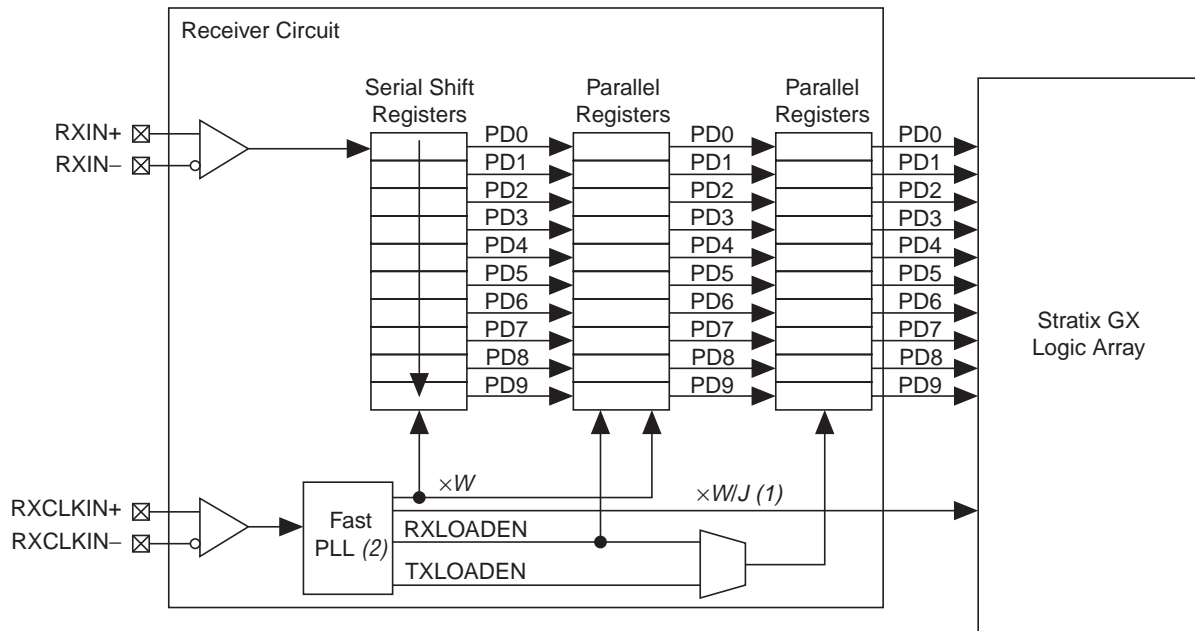 Receiver Circuit
Serial Shift
Registers
Parallel
Registers
Parallel
Registers
RXIN+
RXIN–
PD0 PD0 PD0
PD1 PD1 PD1
PD2 PD2 PD2
PD3 PD3 PD3
PD4 PD4 PD4
PD5 PD5 PD5
PD6 PD6 PD6
PD7 PD7 PD7
PD8 PD8 PD8
PD9 PD9 PD9
Stratix GX
Logic Array
×W
×W/J (1)
RXCLKIN+
RXCLKIN–
Fast
PLL (2)
RXLOADEN
TXLOADEN